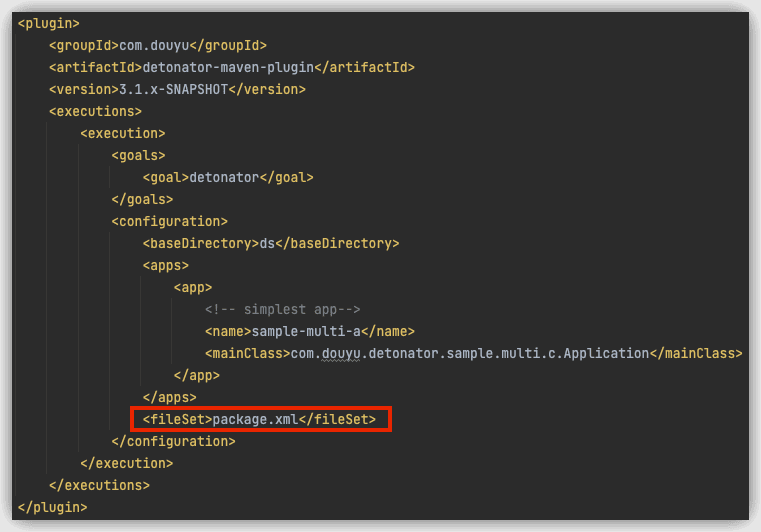 <plugin>
<groupId>com.douyu</groupId>
<artifactId>detonator-maven-plugin</artifactId>
<version>3.1.x-SNAPSHOT</version>
<executions>
<execution>
<goals>
<goal>detonator</goal>
</goals>
<configuration>
<baseDirectory>ds</baseDirectory>
<apps>
<app>
<!-- simplest app-->
<name>sample-multi-a</name>
<mainClass>com.douyu.detonator.sample.multi.c.Application</mainClass>
</app>
</apps>
<fileSet>package.xml</fileSet>
</configuration>
</execution>
</executions>
</plugin>